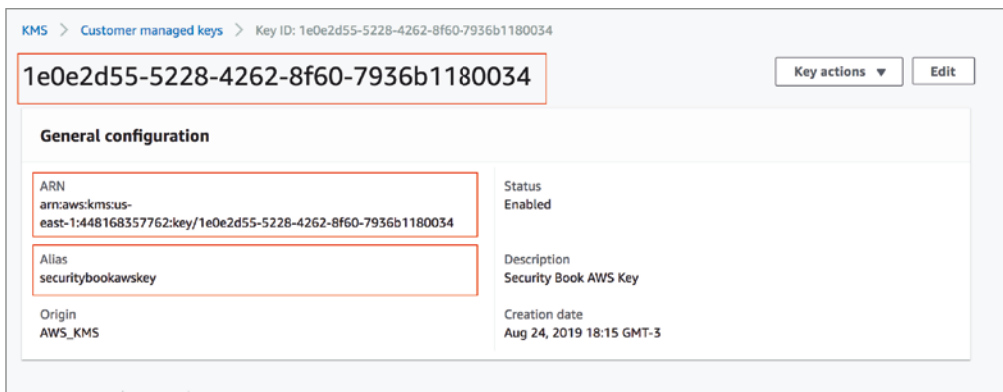 KMS > Customer managed keys > Key ID: 1e0e2d55-5228-4262-8f60-7936b1180034
1e0e2d55-5228-4262-8f60-7936b1180034
Key actions ▼
Edit
General configuration
ARN
arn:aws:kms:us-
east-1:448168357762:key/1e0e2d55-5228-4262-8f60-7936b1180034
Status
Enabled
Alias
securitybookawskey
Description
Security Book AWS Key
Origin
AWS_KMS
Creation date
Aug 24, 2019 18:15 GMT-3